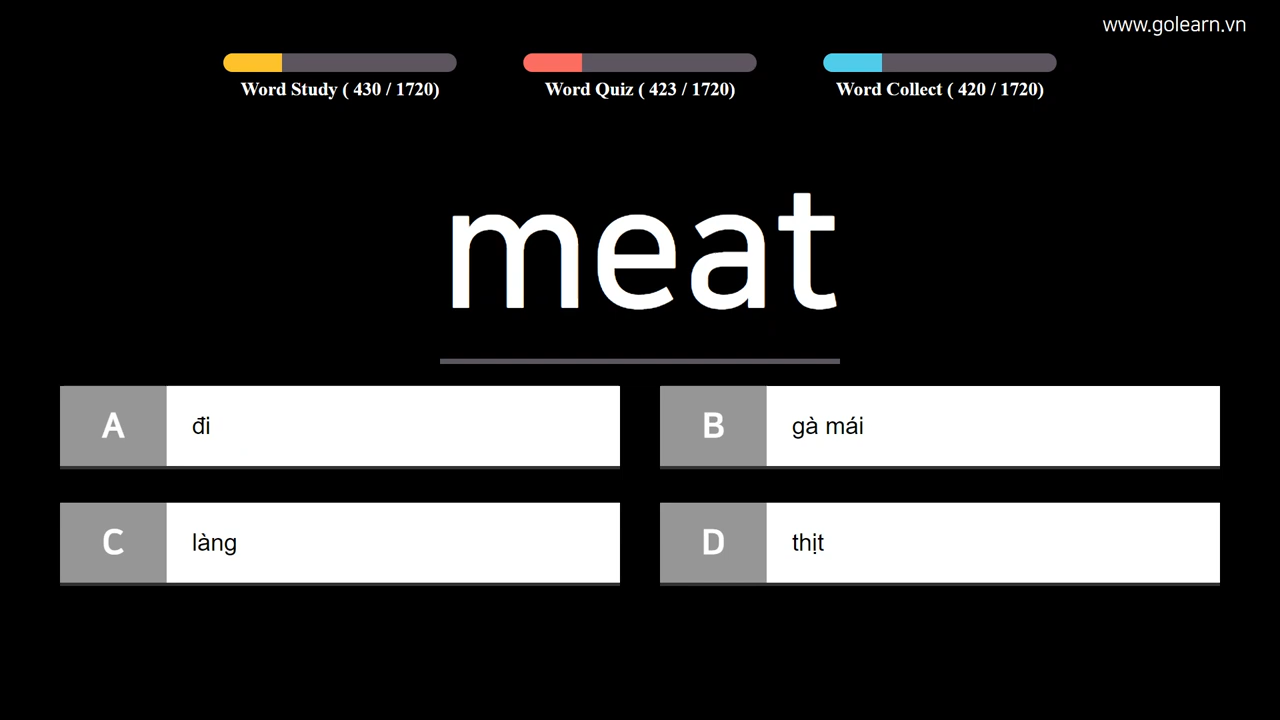 www.golearn.vn
Word Study ( 430 / 1720)
Word Quiz ( 423 / 1720)
Word Collect ( 420 / 1720)
meat
A
đi
B
gà mái
C
làng
D
thịt